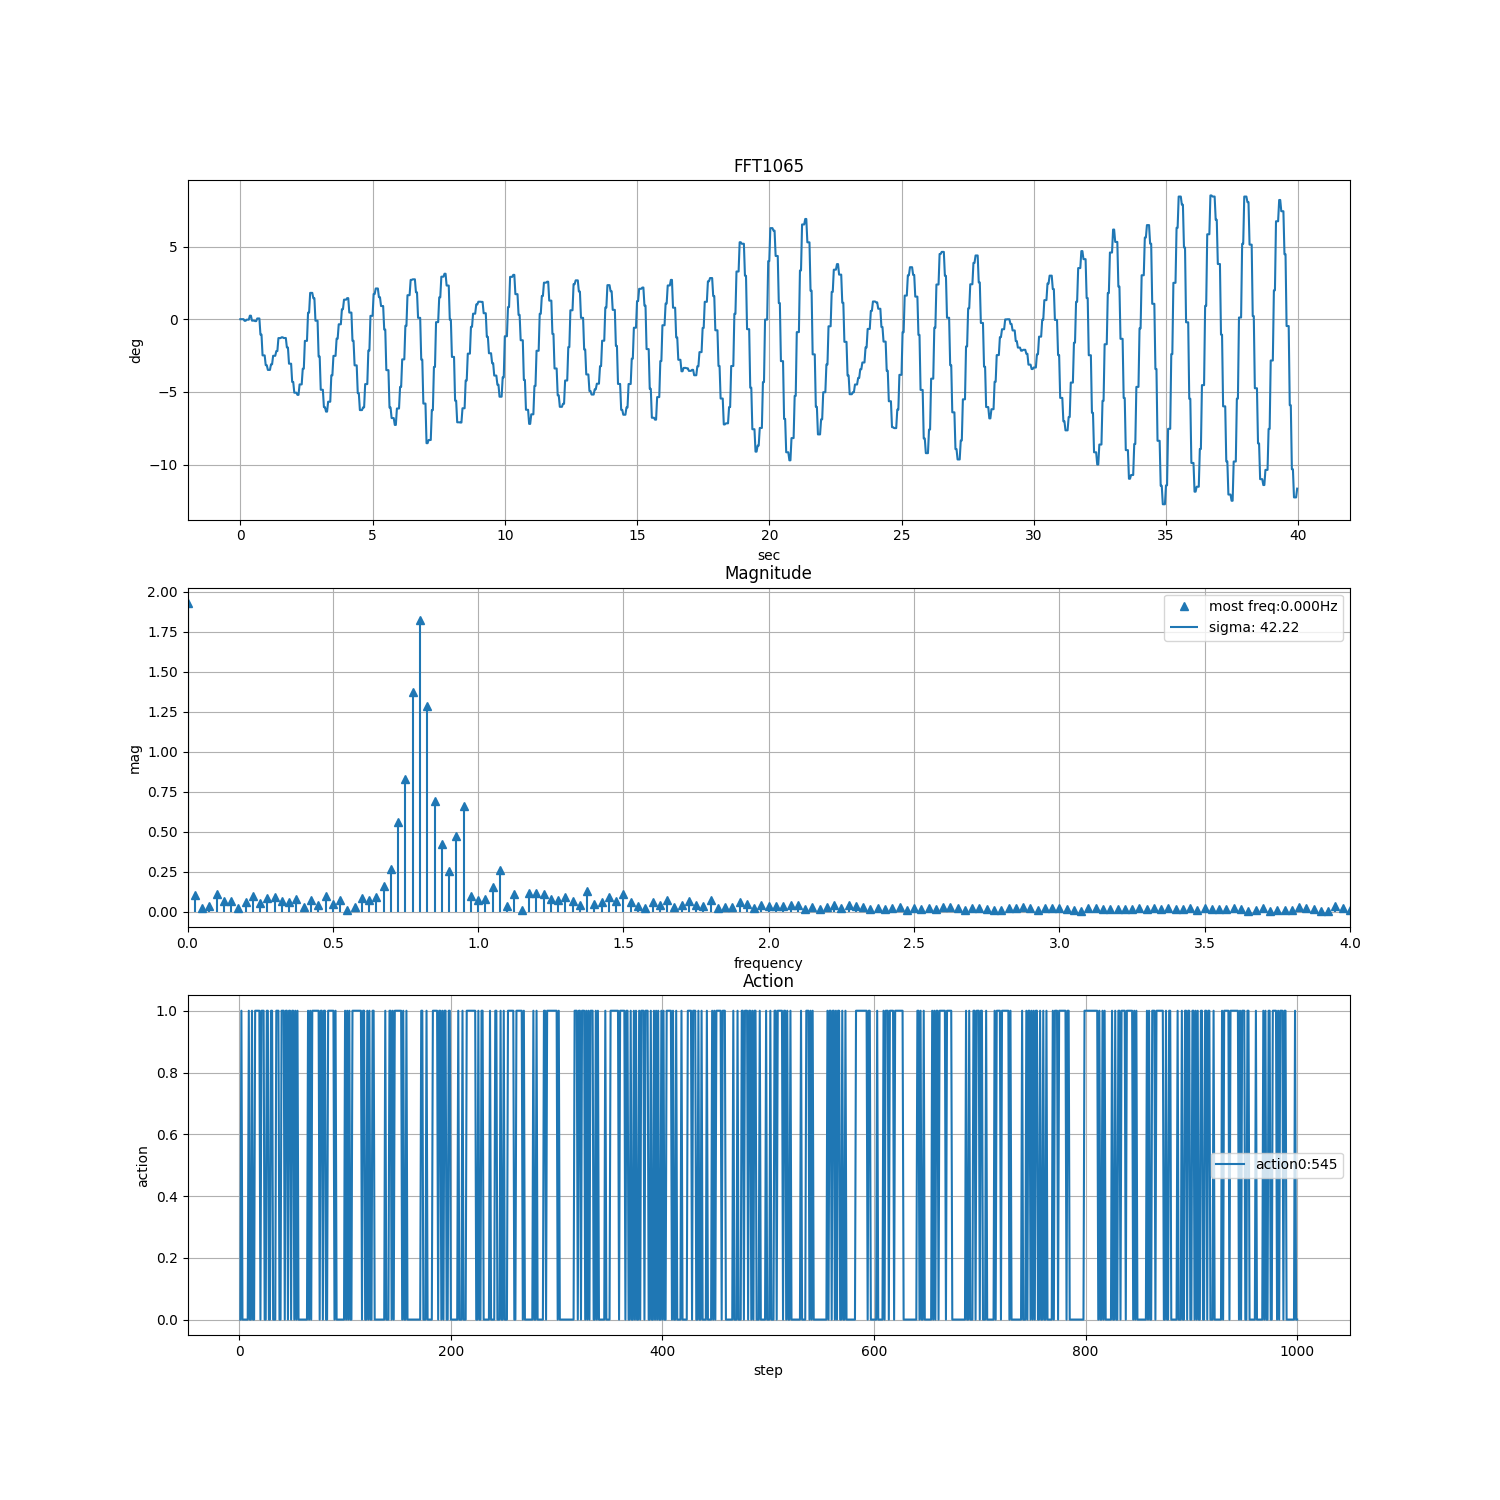 FFT1065
5
0
−5
−10
deg
0 5 10 15 20 25 30 35 40
sec
Magnitude
2.00
1.75
1.50
1.25
1.00
0.75
0.50
0.25
0.00
mag
most freq:0.000Hz
sigma: 42.22
0.0 0.5 1.0 1.5 2.0 2.5 3.0 3.5 4.0
frequency
Action
1.0
0.8
0.6
0.4
0.2
0.0
action
action0:545
0 200 400 600 800 1000
step